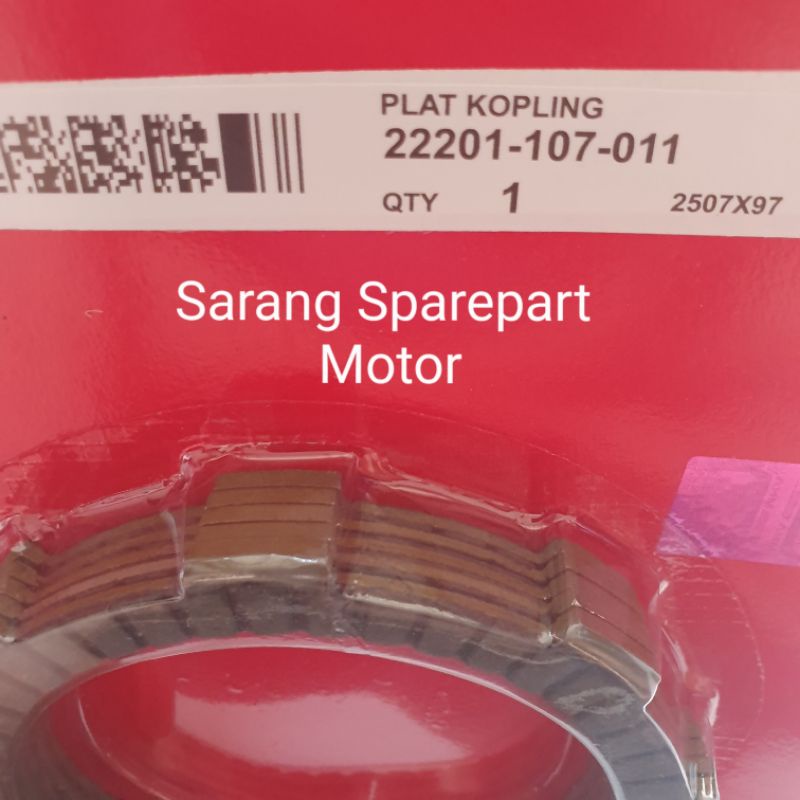 PLAT KOPLING
22201-107-011
QTY 1 2507X97
Sarang Sparepart
Motor